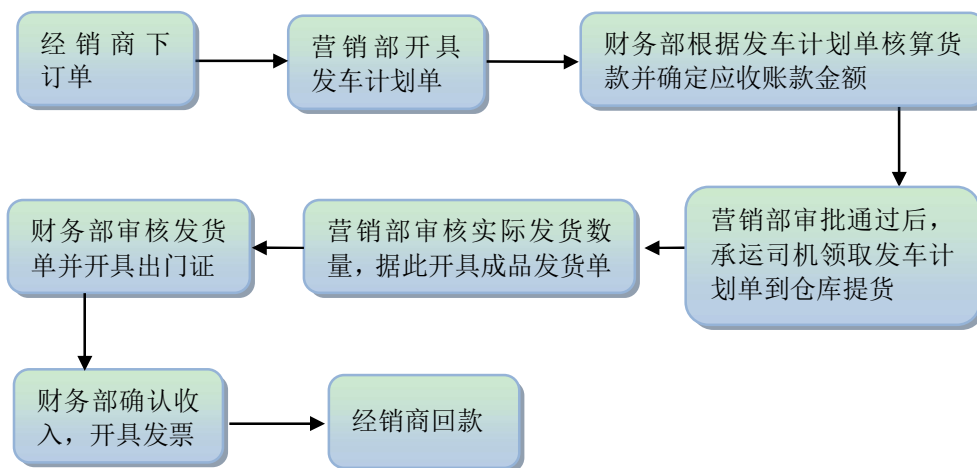 经销商下
订单
营销部开具
发车计划单
财务部根据发车计划单核算货
款并确定应收账款金额
营销部审批通过后，
承运司机领取发车计
划单到仓库提货
营销部审核实际发货数
量，据此开具成品发货单
财务部审核发货
单并开具出门证
财务部确认收
入，开具发票
经销商回款